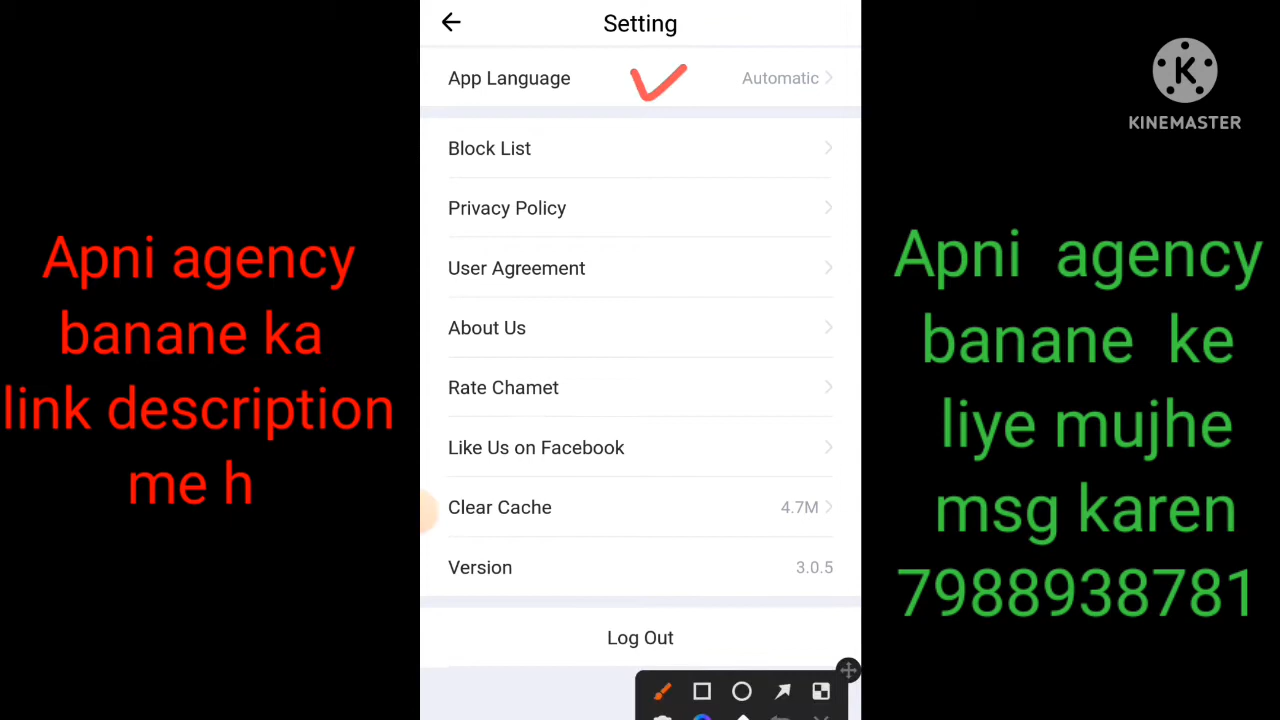 Setting
App Language
Automatic
Block List
Privacy Policy
User Agreement
About Us
Rate Chamet
Like Us on Facebook
Clear Cache
4.7M
Version
3.0.5
Log Out
Apni agency
banane ka
link description
me h
K
KINEMASTER
Apni agency
banane ke
liye mujhe
msg karen
7988938781